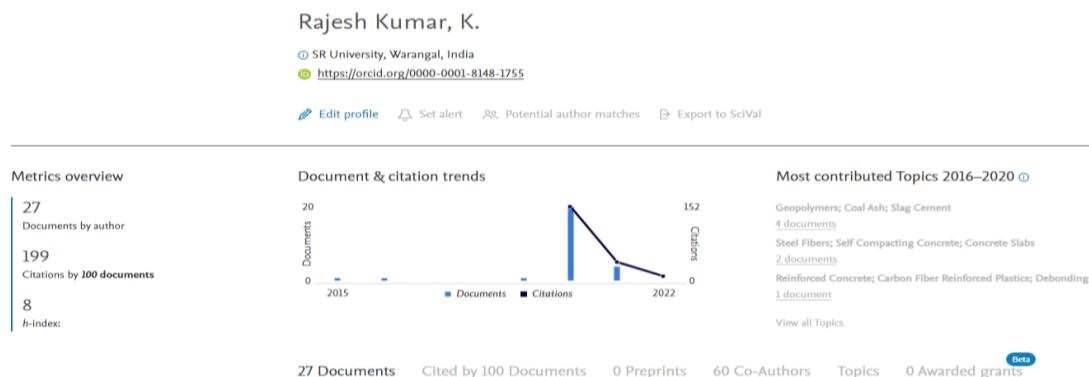 Rajesh Kumar, K.
SR University, Warangal, India
iD https://orcid.org/0000-0001-8148-1755
Edit profile Set alert Potential author matches Export to SciVal
Metrics overview
27
Documents by author
199
Citations by 100 documents
8
h-index:
Document & citation trends
20
Documents
0
152
Citations
0
2015
2022
Documents Citations
Most contributed Topics 2016–2020
Geopolymers; Coal Ash; Slag Cement
4 documents
Steel Fibers; Self Compacting Concrete; Concrete Slabs
2 documents
Reinforced Concrete; Carbon Fiber Reinforced Plastics; Debonding
1 document
View all Topics
Beta
27 Documents Cited by 100 Documents 0 Preprints 60 Co-Authors Topics 0 Awarded grants